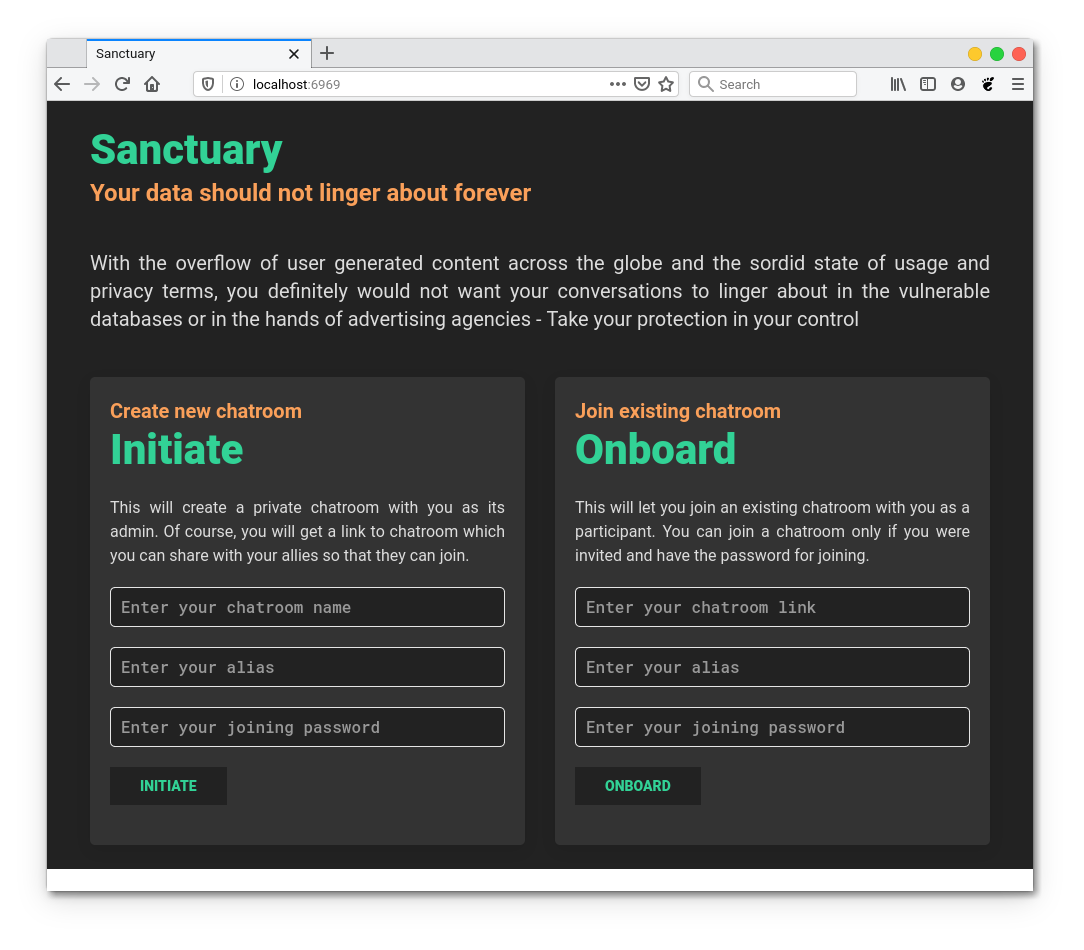 Sanctuary
localhost:6969
Search
Sanctuary
Your data should not linger about forever
With the overflow of user generated content across the globe and the sordid state of usage and
privacy terms, you definitely would not want your conversations to linger about in the vulnerable
databases or in the hands of advertising agencies - Take your protection in your control
Create new chatroom
Initiate
This will create a private chatroom with you as its
admin. Of course, you will get a link to chatroom which
you can share with your allies so that they can join.
Enter your chatroom name
Enter your alias
Enter your joining password
INITIATE
Join existing chatroom
Onboard
This will let you join an existing chatroom with you as a
participant. You can join a chatroom only if you were
invited and have the password for joining.
Enter your chatroom link
Enter your alias
Enter your joining password
ONBOARD